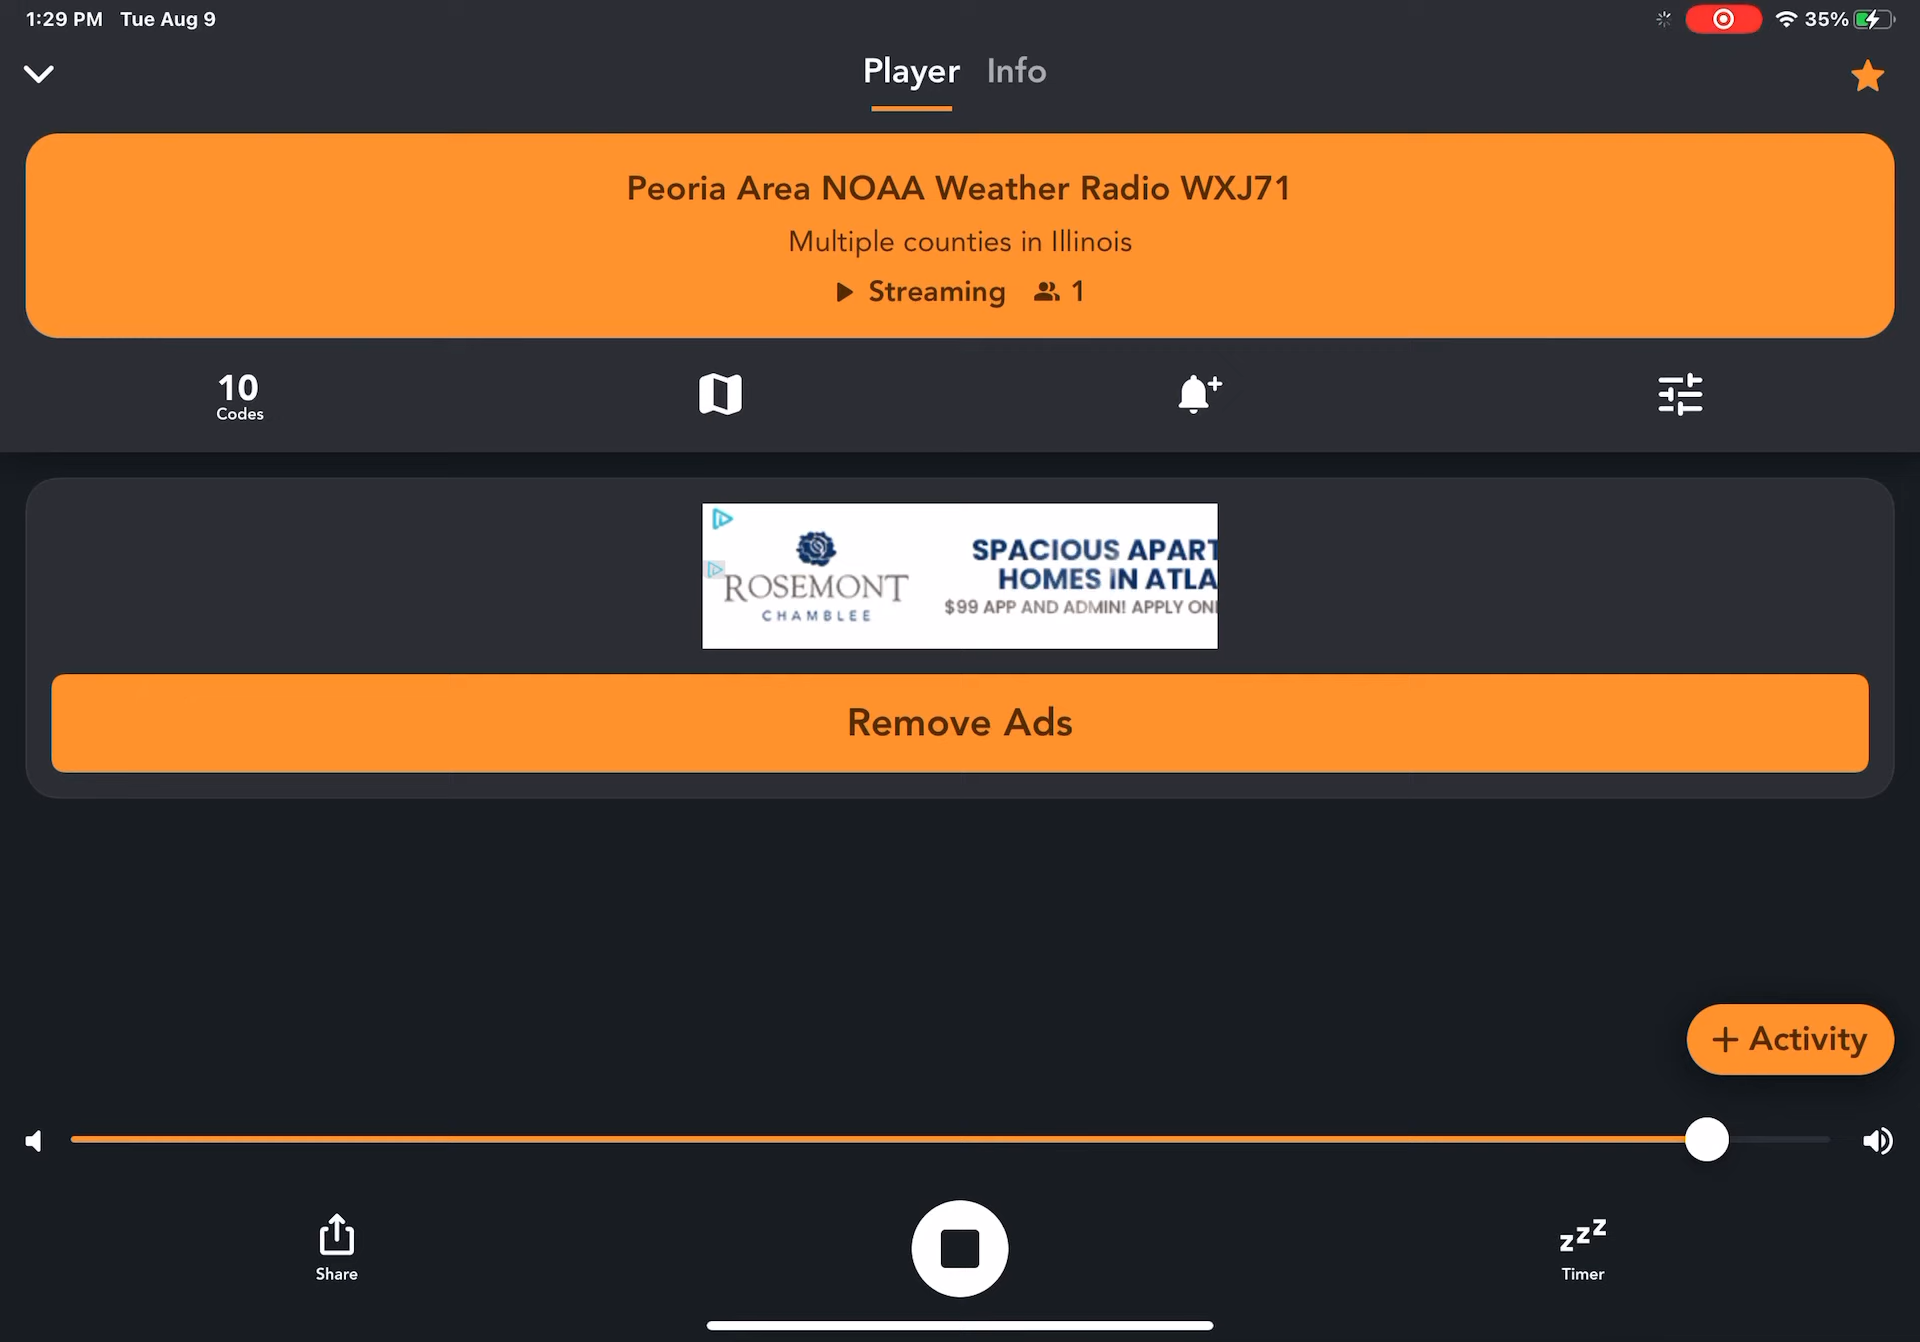 1:29 PM Tue Aug 9
35%
Player Info
Peoria Area NOAA Weather Radio WXJ71
Multiple counties in Illinois
Streaming 1
10
Codes
ROSEMONT
CHAMBLEE
SPACIOUS APART
HOMES IN ATLA
$99 APP AND ADMIN! APPLY ONL
Remove Ads
+ Activity
Share
zzz
Timer